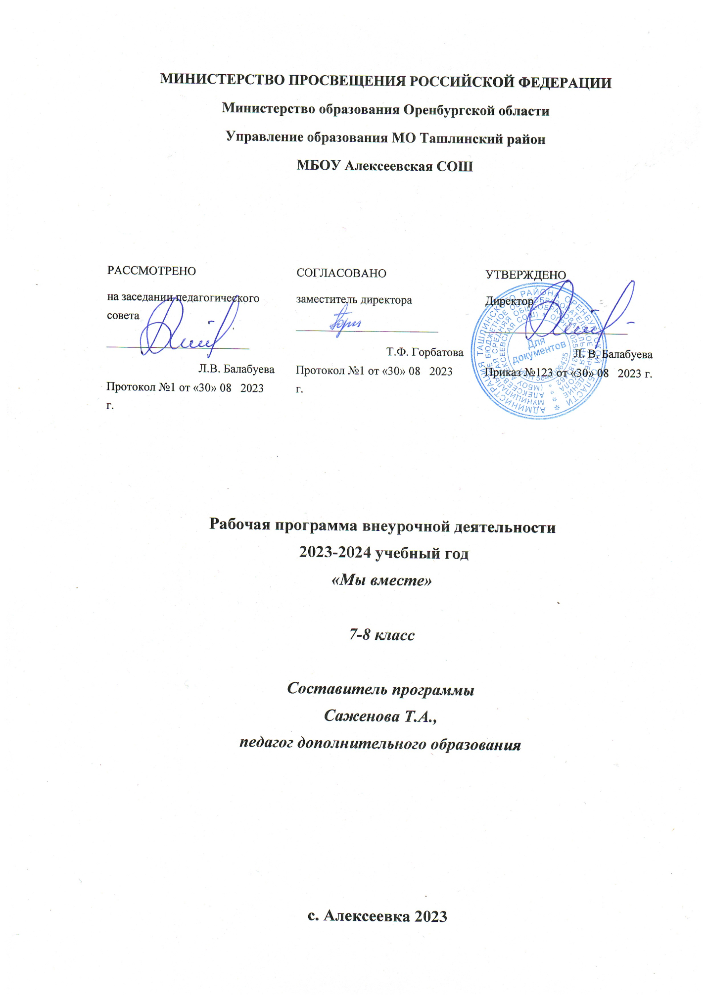 МИНИСТЕРСТВО ПРОСВЕЩЕНИЯ РОССИЙСКОЙ ФЕДЕРАЦИИ
Министерство образования Оренбургской области
Управление образования МО Ташлинский район
МБОУ Алексеевская СОШ
РАССМОТРЕНО
на заседании педагогического
совета
Л.В. Балабуева
Протокол №1 от «30» 08 2023
г.
СОГЛАСОВАНО
заместитель директора
Т.Ф. Горбатова
Протокол №1 от «30» 08 2023
г.
УТВЕРЖДЕНО
Директор
Л. В. Балабуева
Приказ №123 от «30» 08 2023 г.
Для
документов
Рабочая программа внеурочной деятельности
2023-2024 учебный год
«Мы вместе»
7-8 класс
Составитель программы
Саженова Т.А.,
педагог дополнительного образования
с. Алексеевка 2023